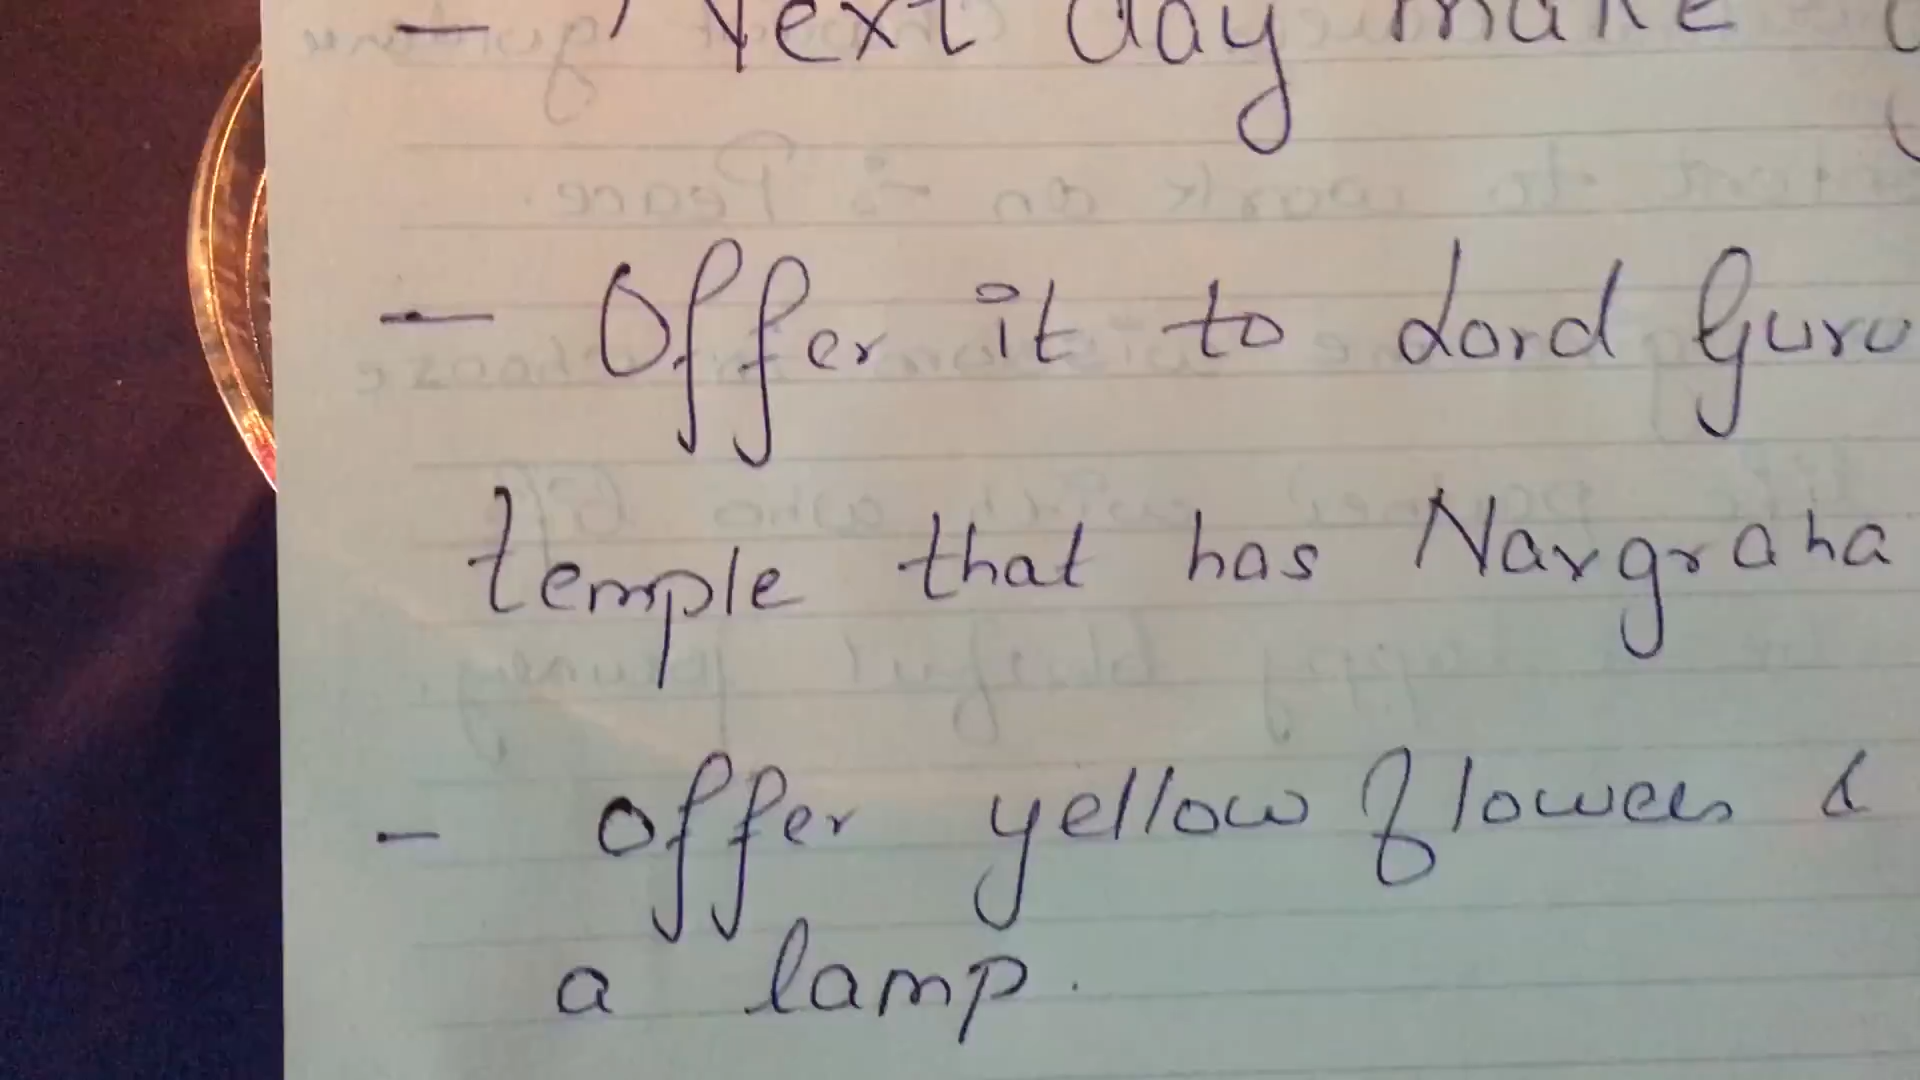 - Next day make
- Offer it to Lord Guru
temple that has Navgraha
- offer yellow flowers &
a lamp.